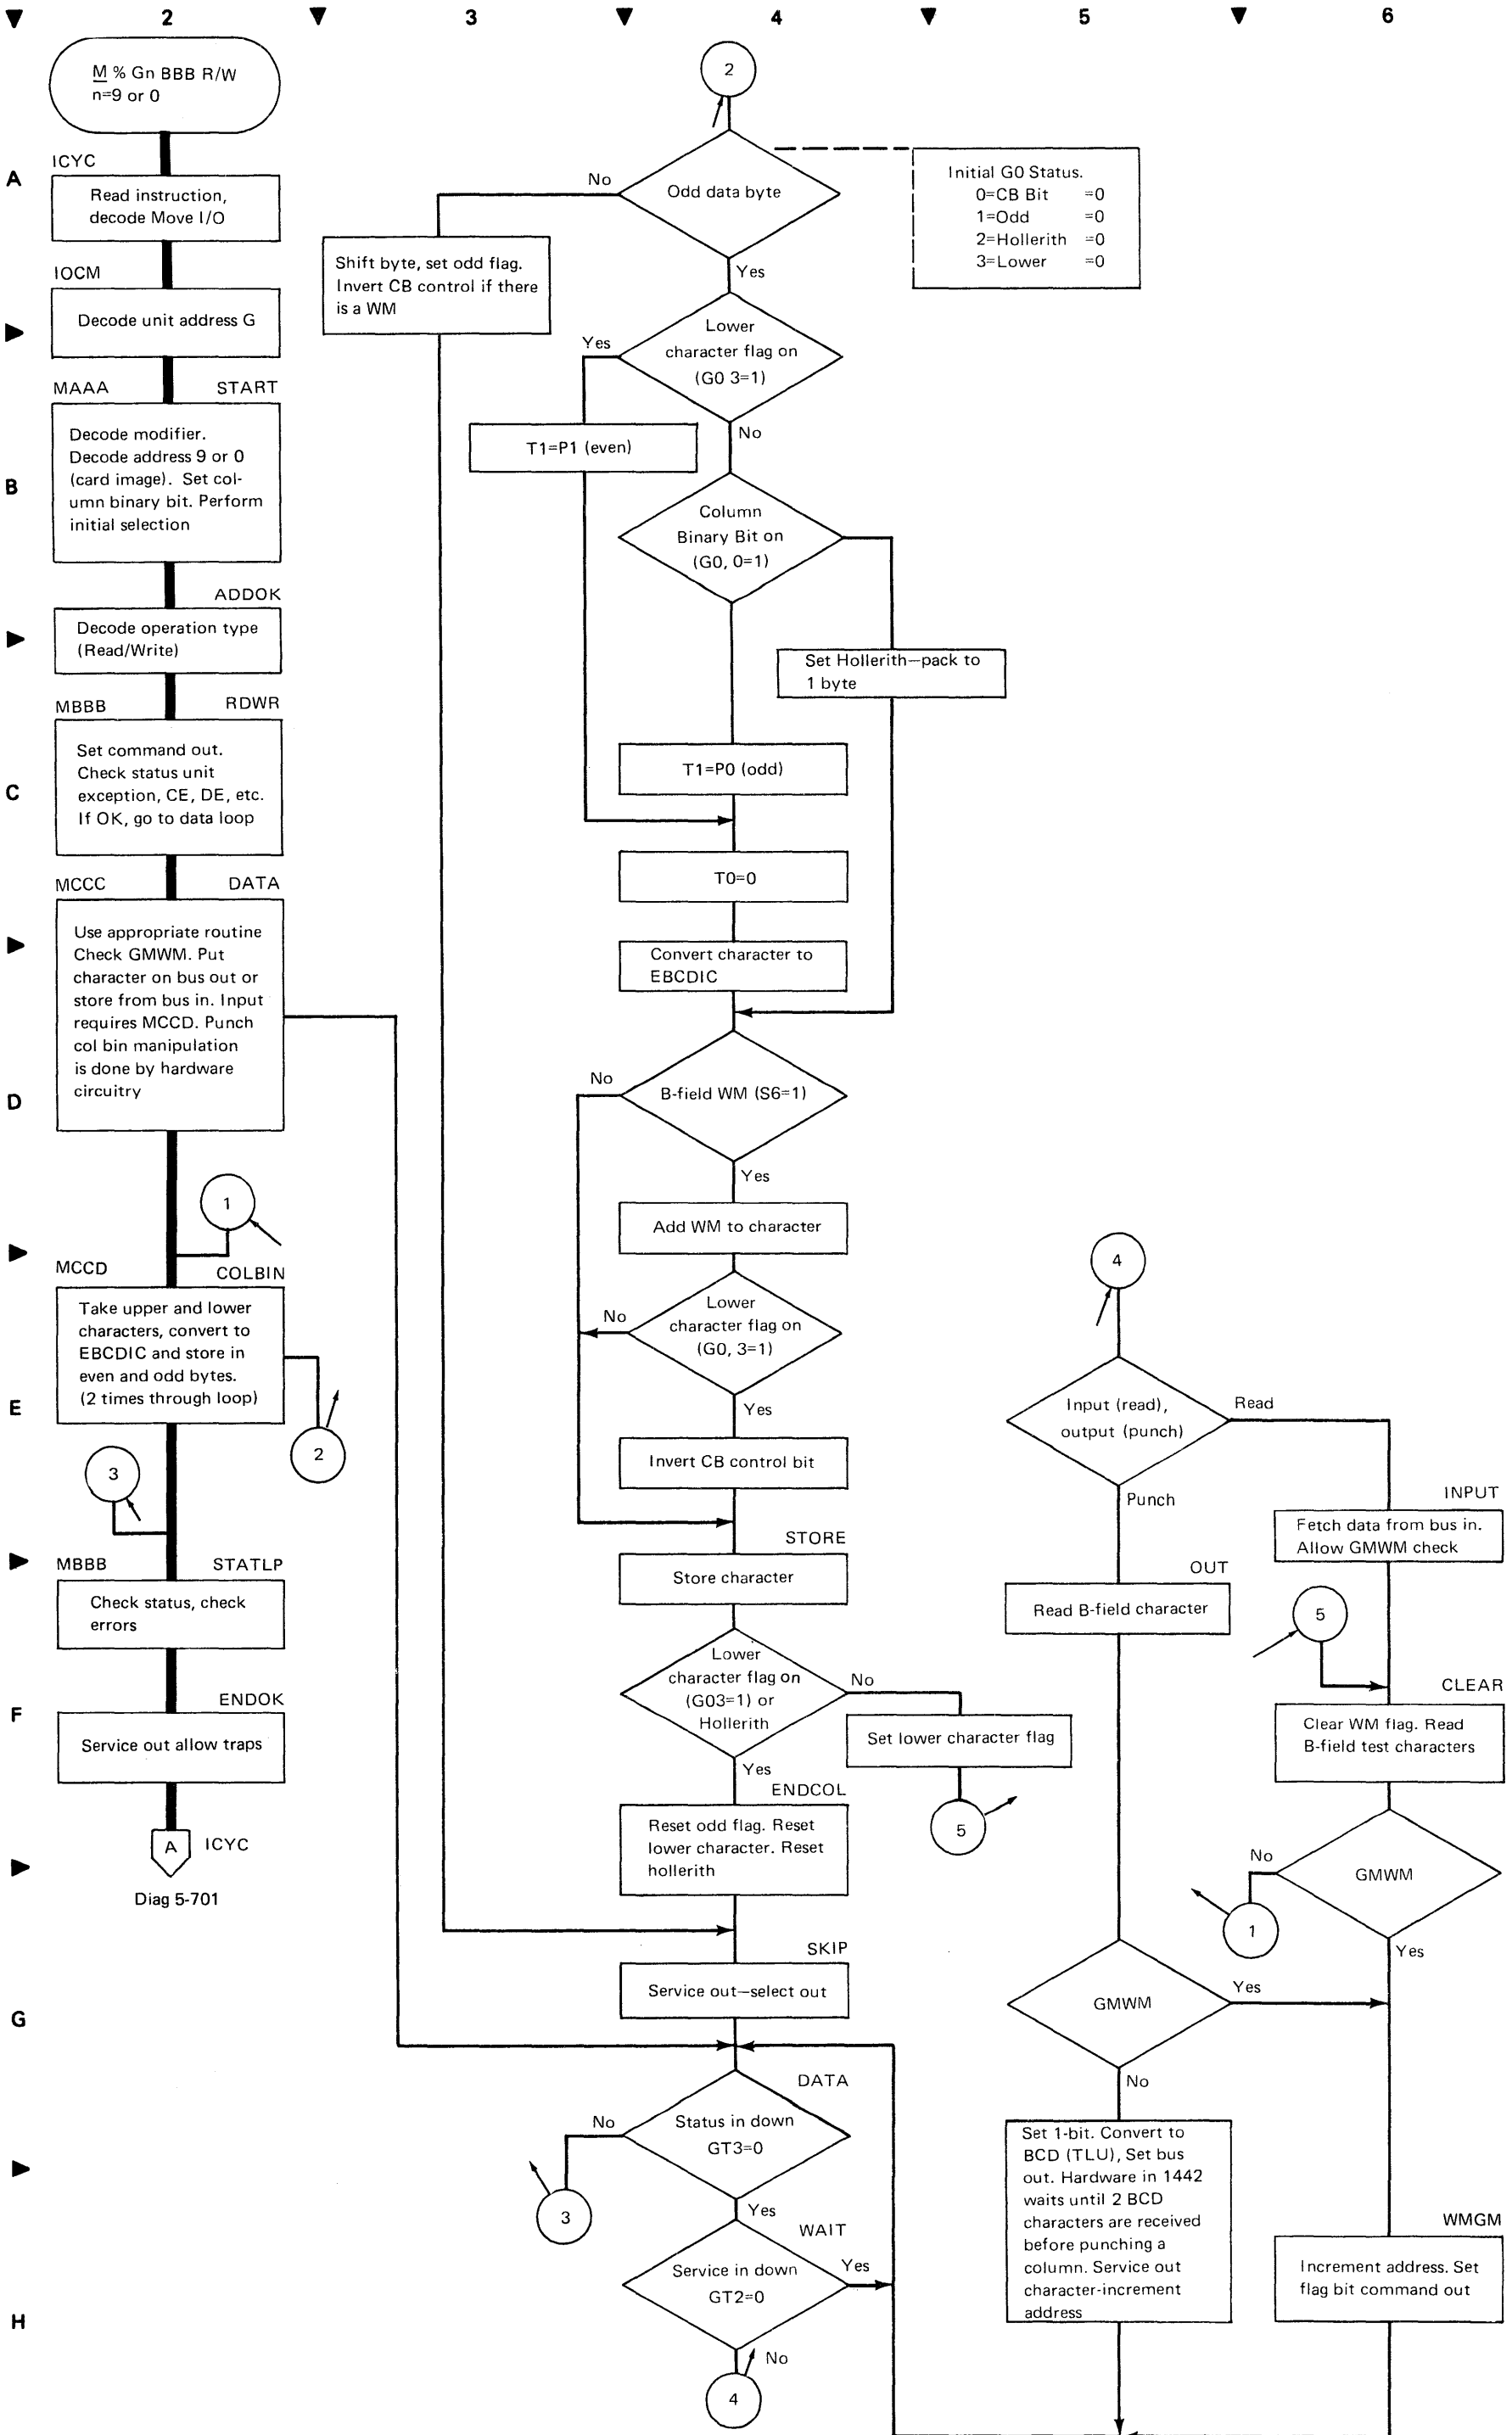 2 3 4 5 6
M % Gn BBB R/W
n=9 or 0
ICYC
A
Read instruction,
decode Move I/O
IOCM
Decode unit address G
MAAA START
B
Decode modifier.
Decode address 9 or 0
(card image). Set col-
umn binary bit. Perform
initial selection
ADDOK
Decode operation type
(Read/Write)
MBBB RDWR
C
Set command out.
Check status unit
exception, CE, DE, etc.
If OK, go to data loop
MCCC DATA
Use appropriate routine
Check GMWM. Put
character on bus out or
store from bus in. Input
requires MCCD. Punch
col bin manipulation
is done by hardware
circuitry
D
1
MCCD COLBIN
Take upper and lower
characters, convert to
EBCDIC and store in
even and odd bytes.
(2 times through loop)
E
2
3
MBBB STATLP
Check status, check
errors
ENDOK
F
Service out allow traps
A ICYC
Diag 5-701
G
H
2
Odd data byte
No
Yes
Initial G0 Status.
0=CB Bit =0
1=Odd =0
2=Hollerith =0
3=Lower =0
Shift byte, set odd flag.
Invert CB control if there
is a WM
Lower
character flag on
(G0 3=1)
Yes
No
T1=P1 (even)
Column
Binary Bit on
(G0, 0=1)
Set Hollerith—pack to
1 byte
T1=P0 (odd)
T0=0
Convert character to
EBCDIC
B-field WM (S6=1)
No
Yes
Add WM to character
Lower
character flag on
(G0, 3=1)
No
Yes
Invert CB control bit
STORE
Store character
Lower
character flag on
(G03=1) or
Hollerith
No
Set lower character flag
5
Yes
ENDCOL
Reset odd flag. Reset
lower character. Reset
hollerith
SKIP
Service out—select out
DATA
Status in down
GT3=0
No
3
Yes
WAIT
Service in down
GT2=0
Yes
No
4
4
Input (read),
output (punch)
Read
Punch
INPUT
Fetch data from bus in.
Allow GMWM check
OUT
Read B-field character
5
CLEAR
Clear WM flag. Read
B-field test characters
GMWM
No
1
Yes
GMWM
Yes
No
Set 1-bit. Convert to
BCD (TLU), Set bus
out. Hardware in 1442
waits until 2 BCD
characters are received
before punching a
column. Service out
character-increment
address
WMGM
Increment address. Set
flag bit command out